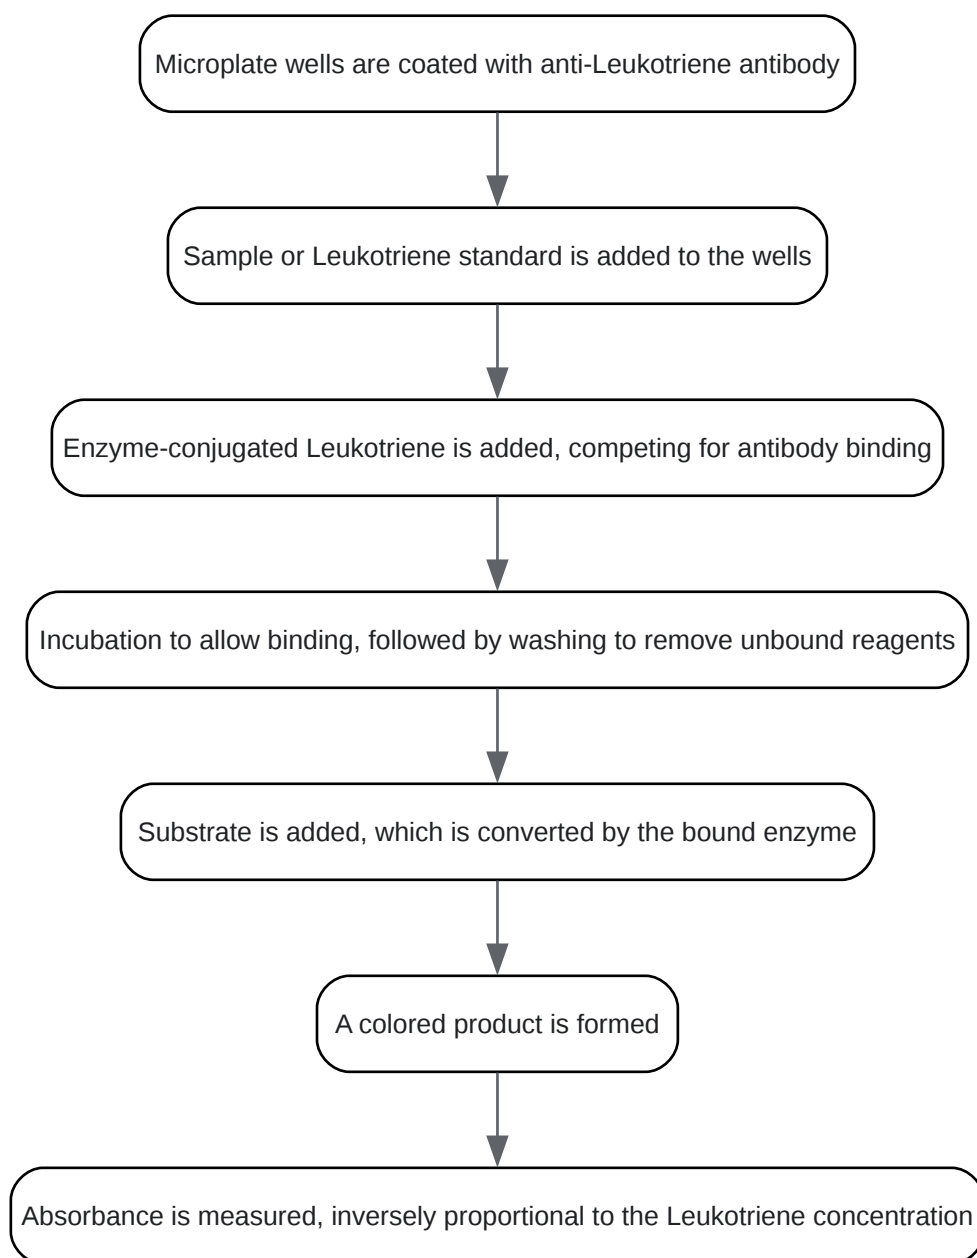 Microplate wells are coated with anti-Leukotriene antibody
Sample or Leukotriene standard is added to the wells
Enzyme-conjugated Leukotriene is added, competing for antibody binding
Incubation to allow binding, followed by washing to remove unbound reagents
Substrate is added, which is converted by the bound enzyme
A colored product is formed
Absorbance is measured, inversely proportional to the Leukotriene concentration